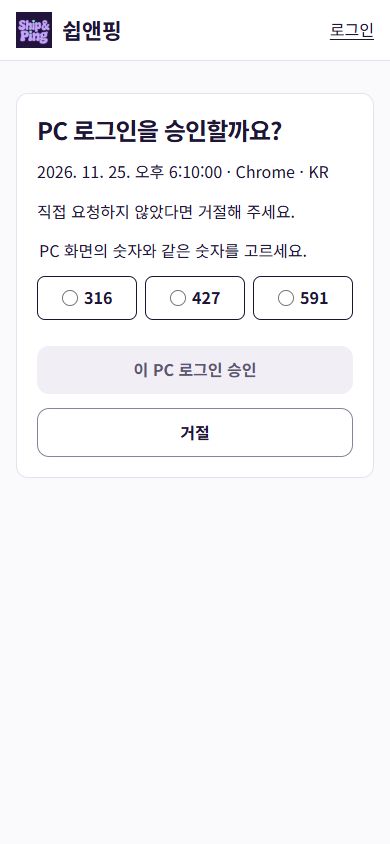 Ship&
Ping
쉽앤핑
로그인
PC 로그인을 승인할까요?
2026. 11. 25. 오후 6:10:00 · Chrome · KR
직접 요청하지 않았다면 거절해 주세요.
PC 화면의 숫자와 같은 숫자를 고르세요.
316
427
591
이 PC 로그인 승인
거절